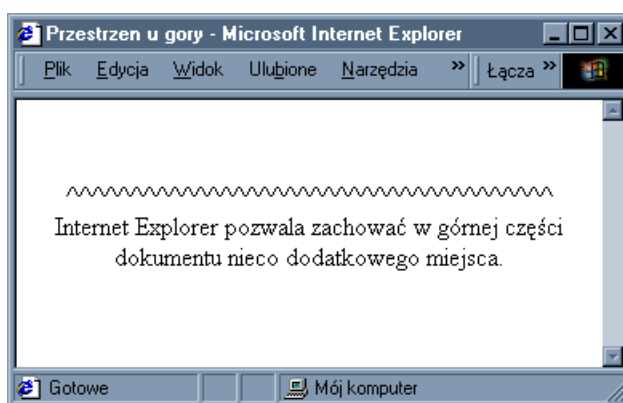 Przestrzen u gory - Microsoft Internet Explorer
Plik Edycja Widok Ulubione Narzędzia » Łącza »
Internet Explorer pozwala zachować w górnej części
dokumentu nieco dodatkowego miejsca.
Gotowe Mój komputer